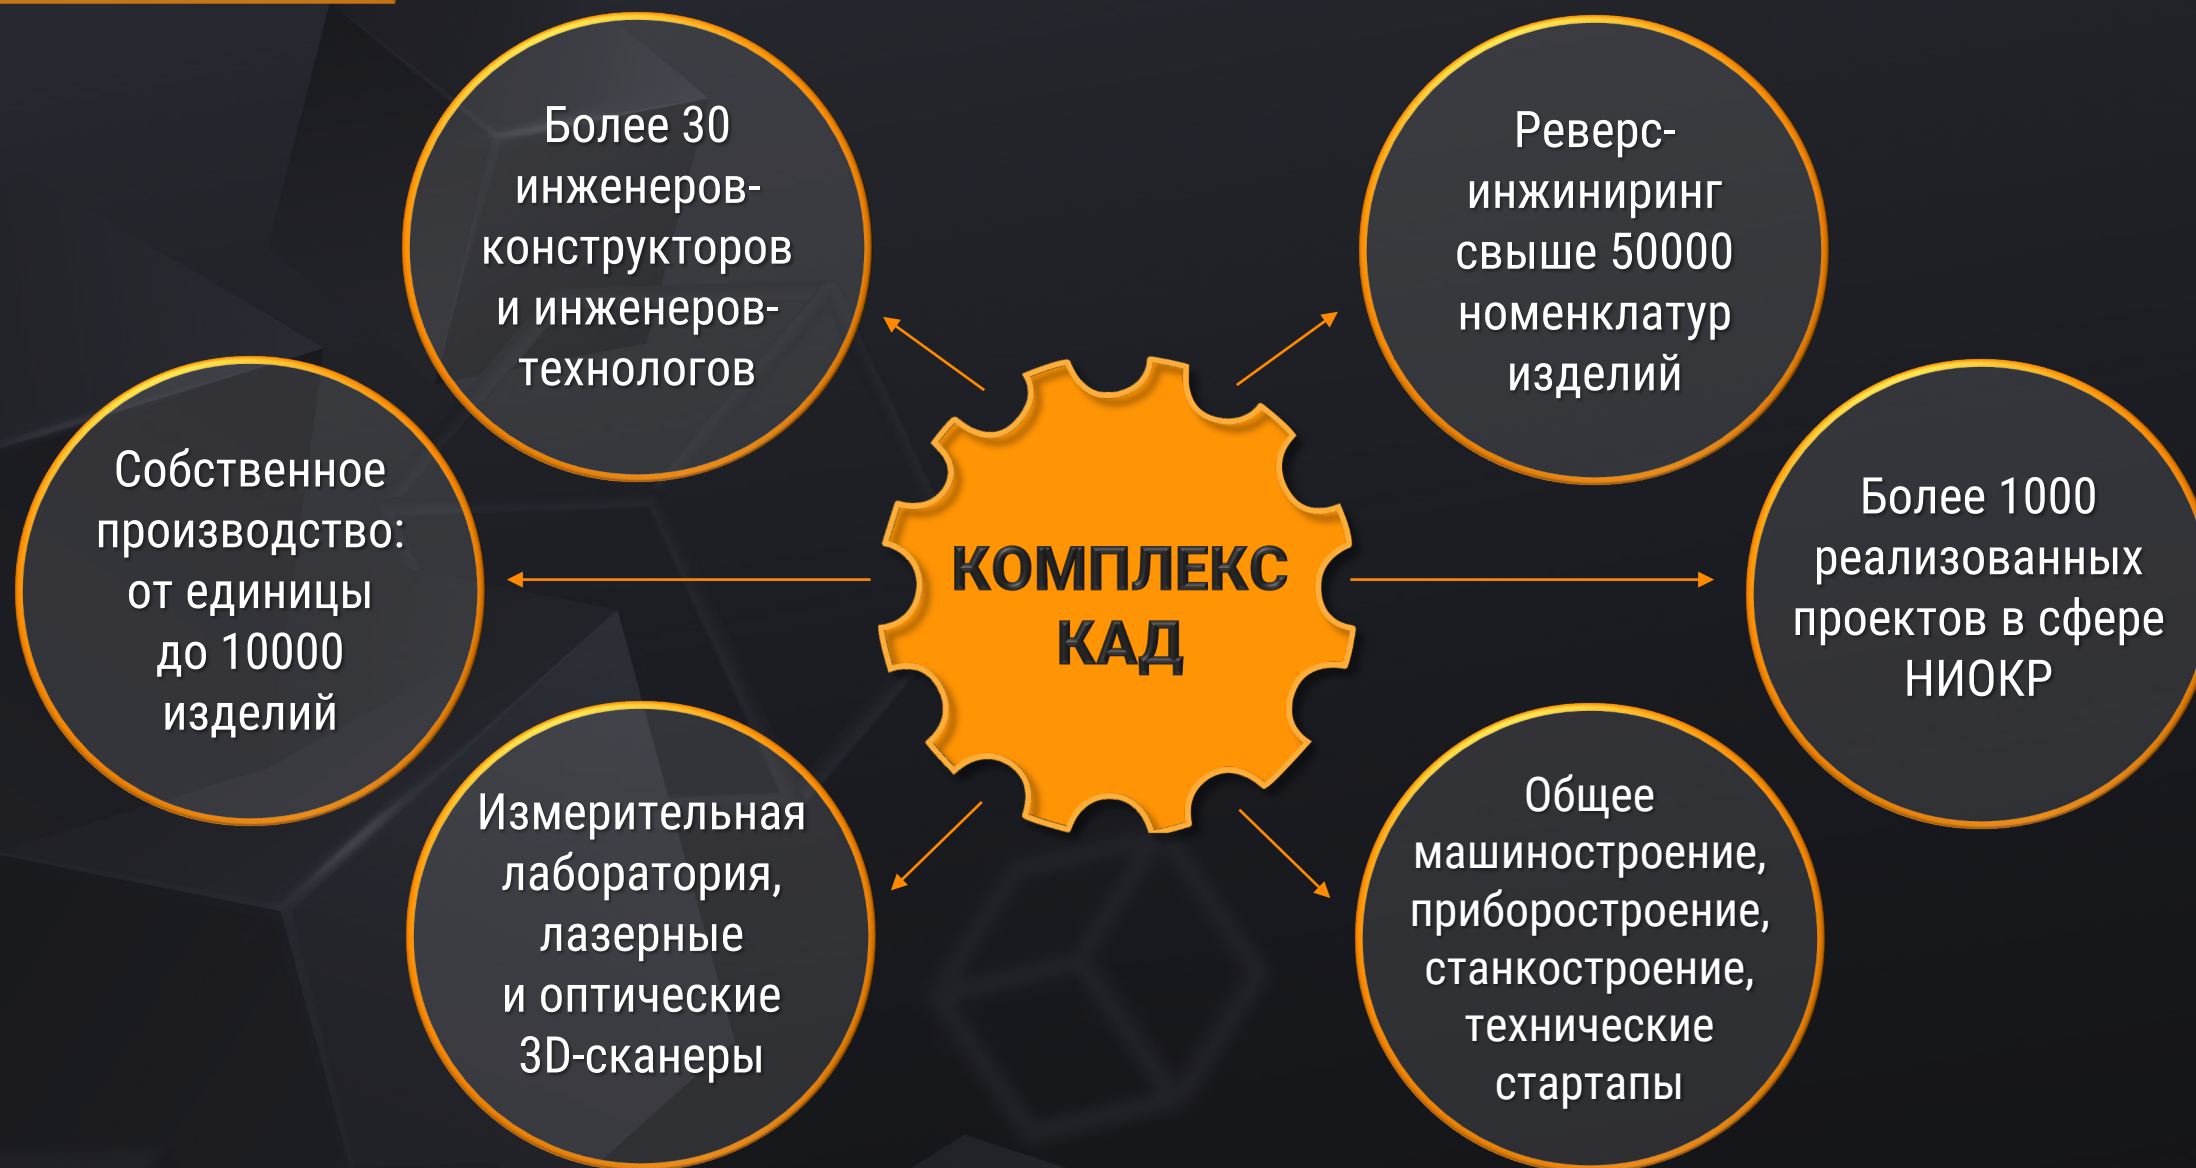 Более 30
инженеров-
конструкторов
и инженеров-
технологов
Реверс-
инжиниринг
свыше 50000
номенклатур
изделий
Собственное
производство:
от единицы
до 10000
изделий
КОМПЛЕКС
КАД
Более 1000
реализованных
проектов в сфере
НИОКР
Измерительная
лаборатория,
лазерные
и оптические
3D-сканеры
Общее
машиностроение,
приборостроение,
станкостроение,
технические
стартапы